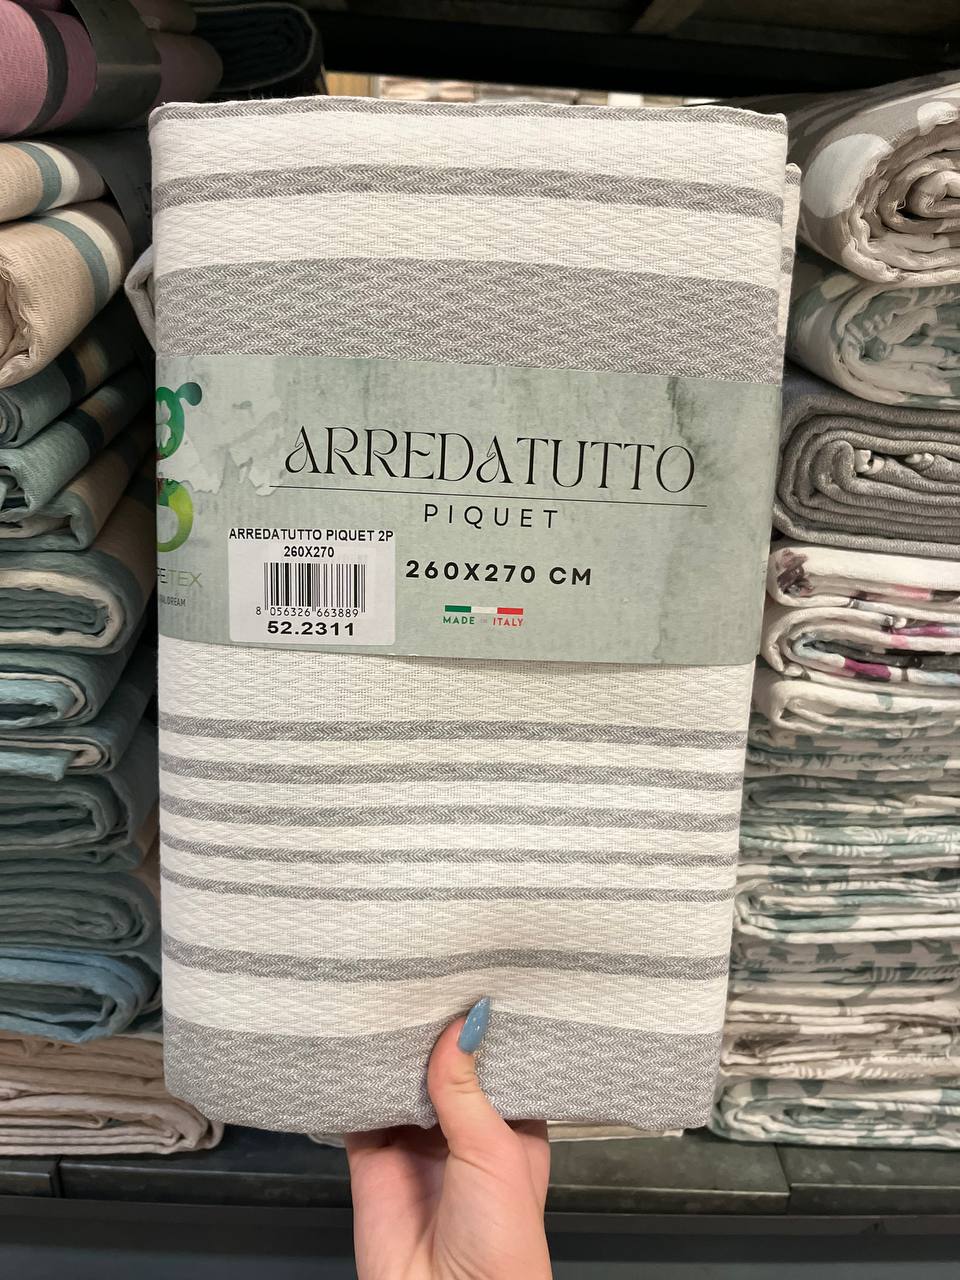 ARREDATUTTO
PIQUET
ARREDATUTTO PIQUET 2P
260X270
8 056326 663889
52.2311
260X270 CM
MADE IN ITALY